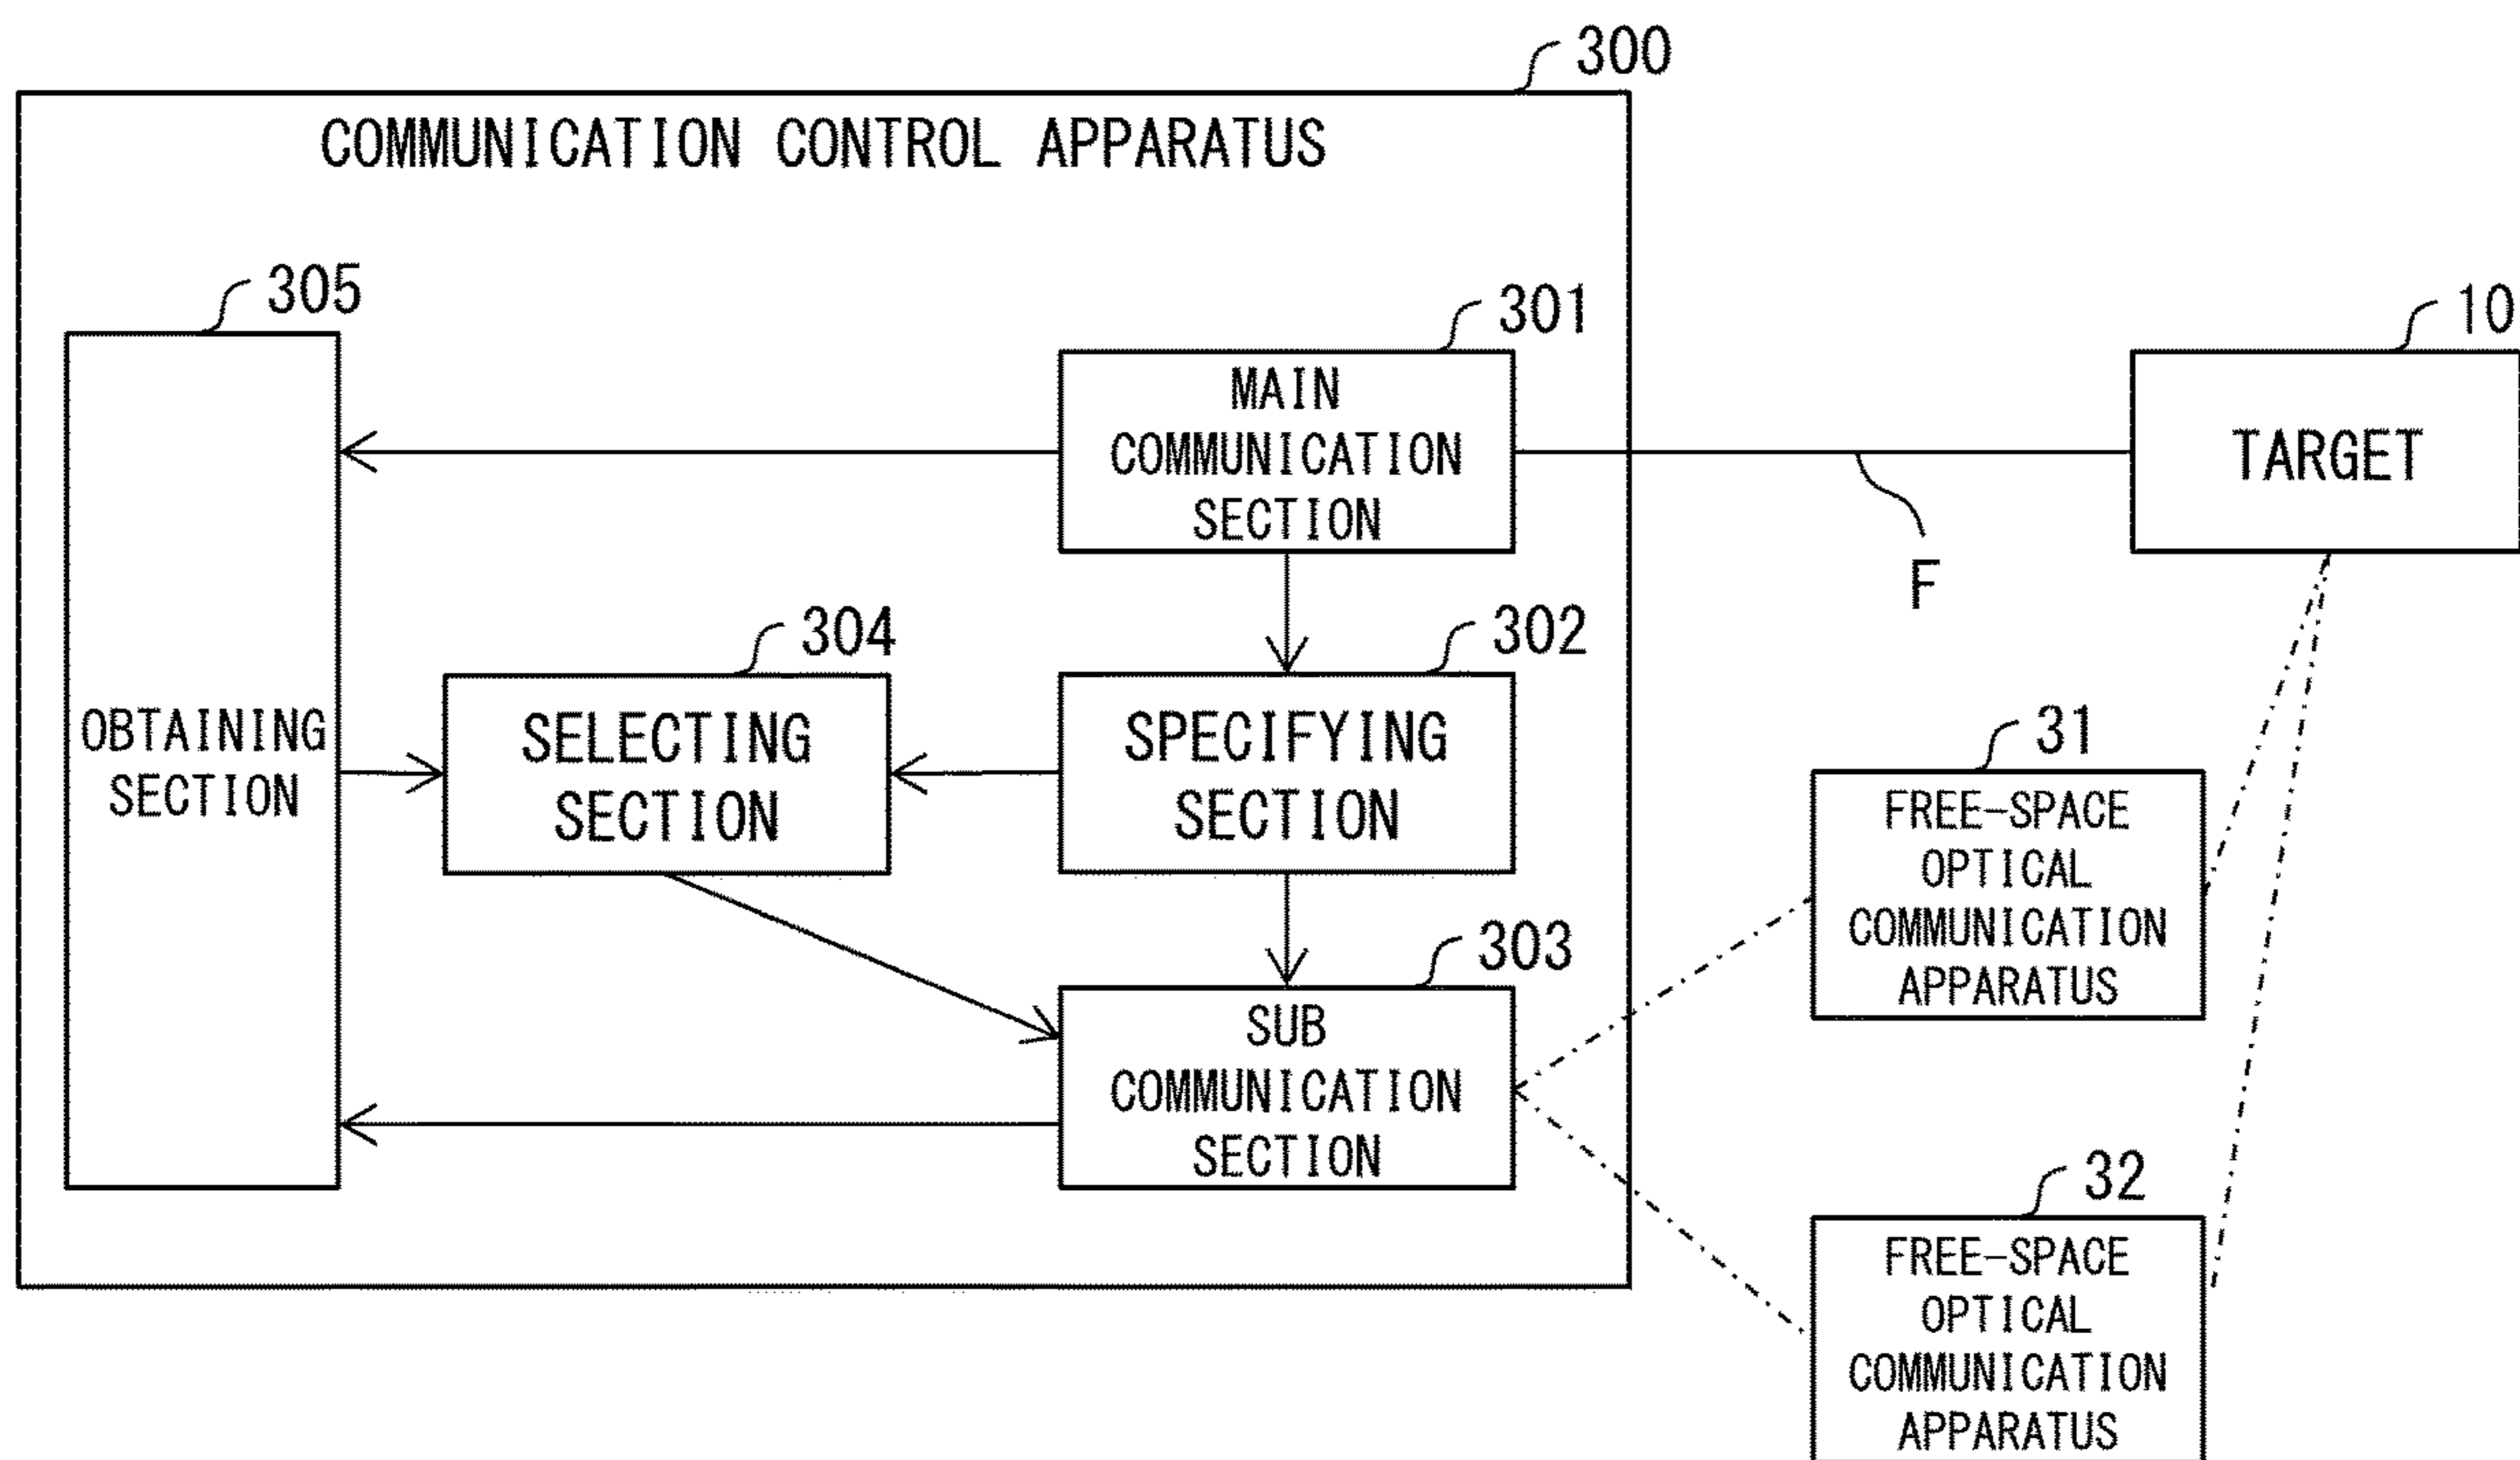 300
COMMUNICATION CONTROL APPARATUS
305
301
10
MAIN
COMMUNICATION
SECTION
TARGET
F
304
302
OBTAINING
SECTION
SELECTING
SECTION
SPECIFYING
SECTION
31
FREE-SPACE
OPTICAL
COMMUNICATION
APPARATUS
303
SUB
COMMUNICATION
SECTION
32
FREE-SPACE
OPTICAL
COMMUNICATION
APPARATUS